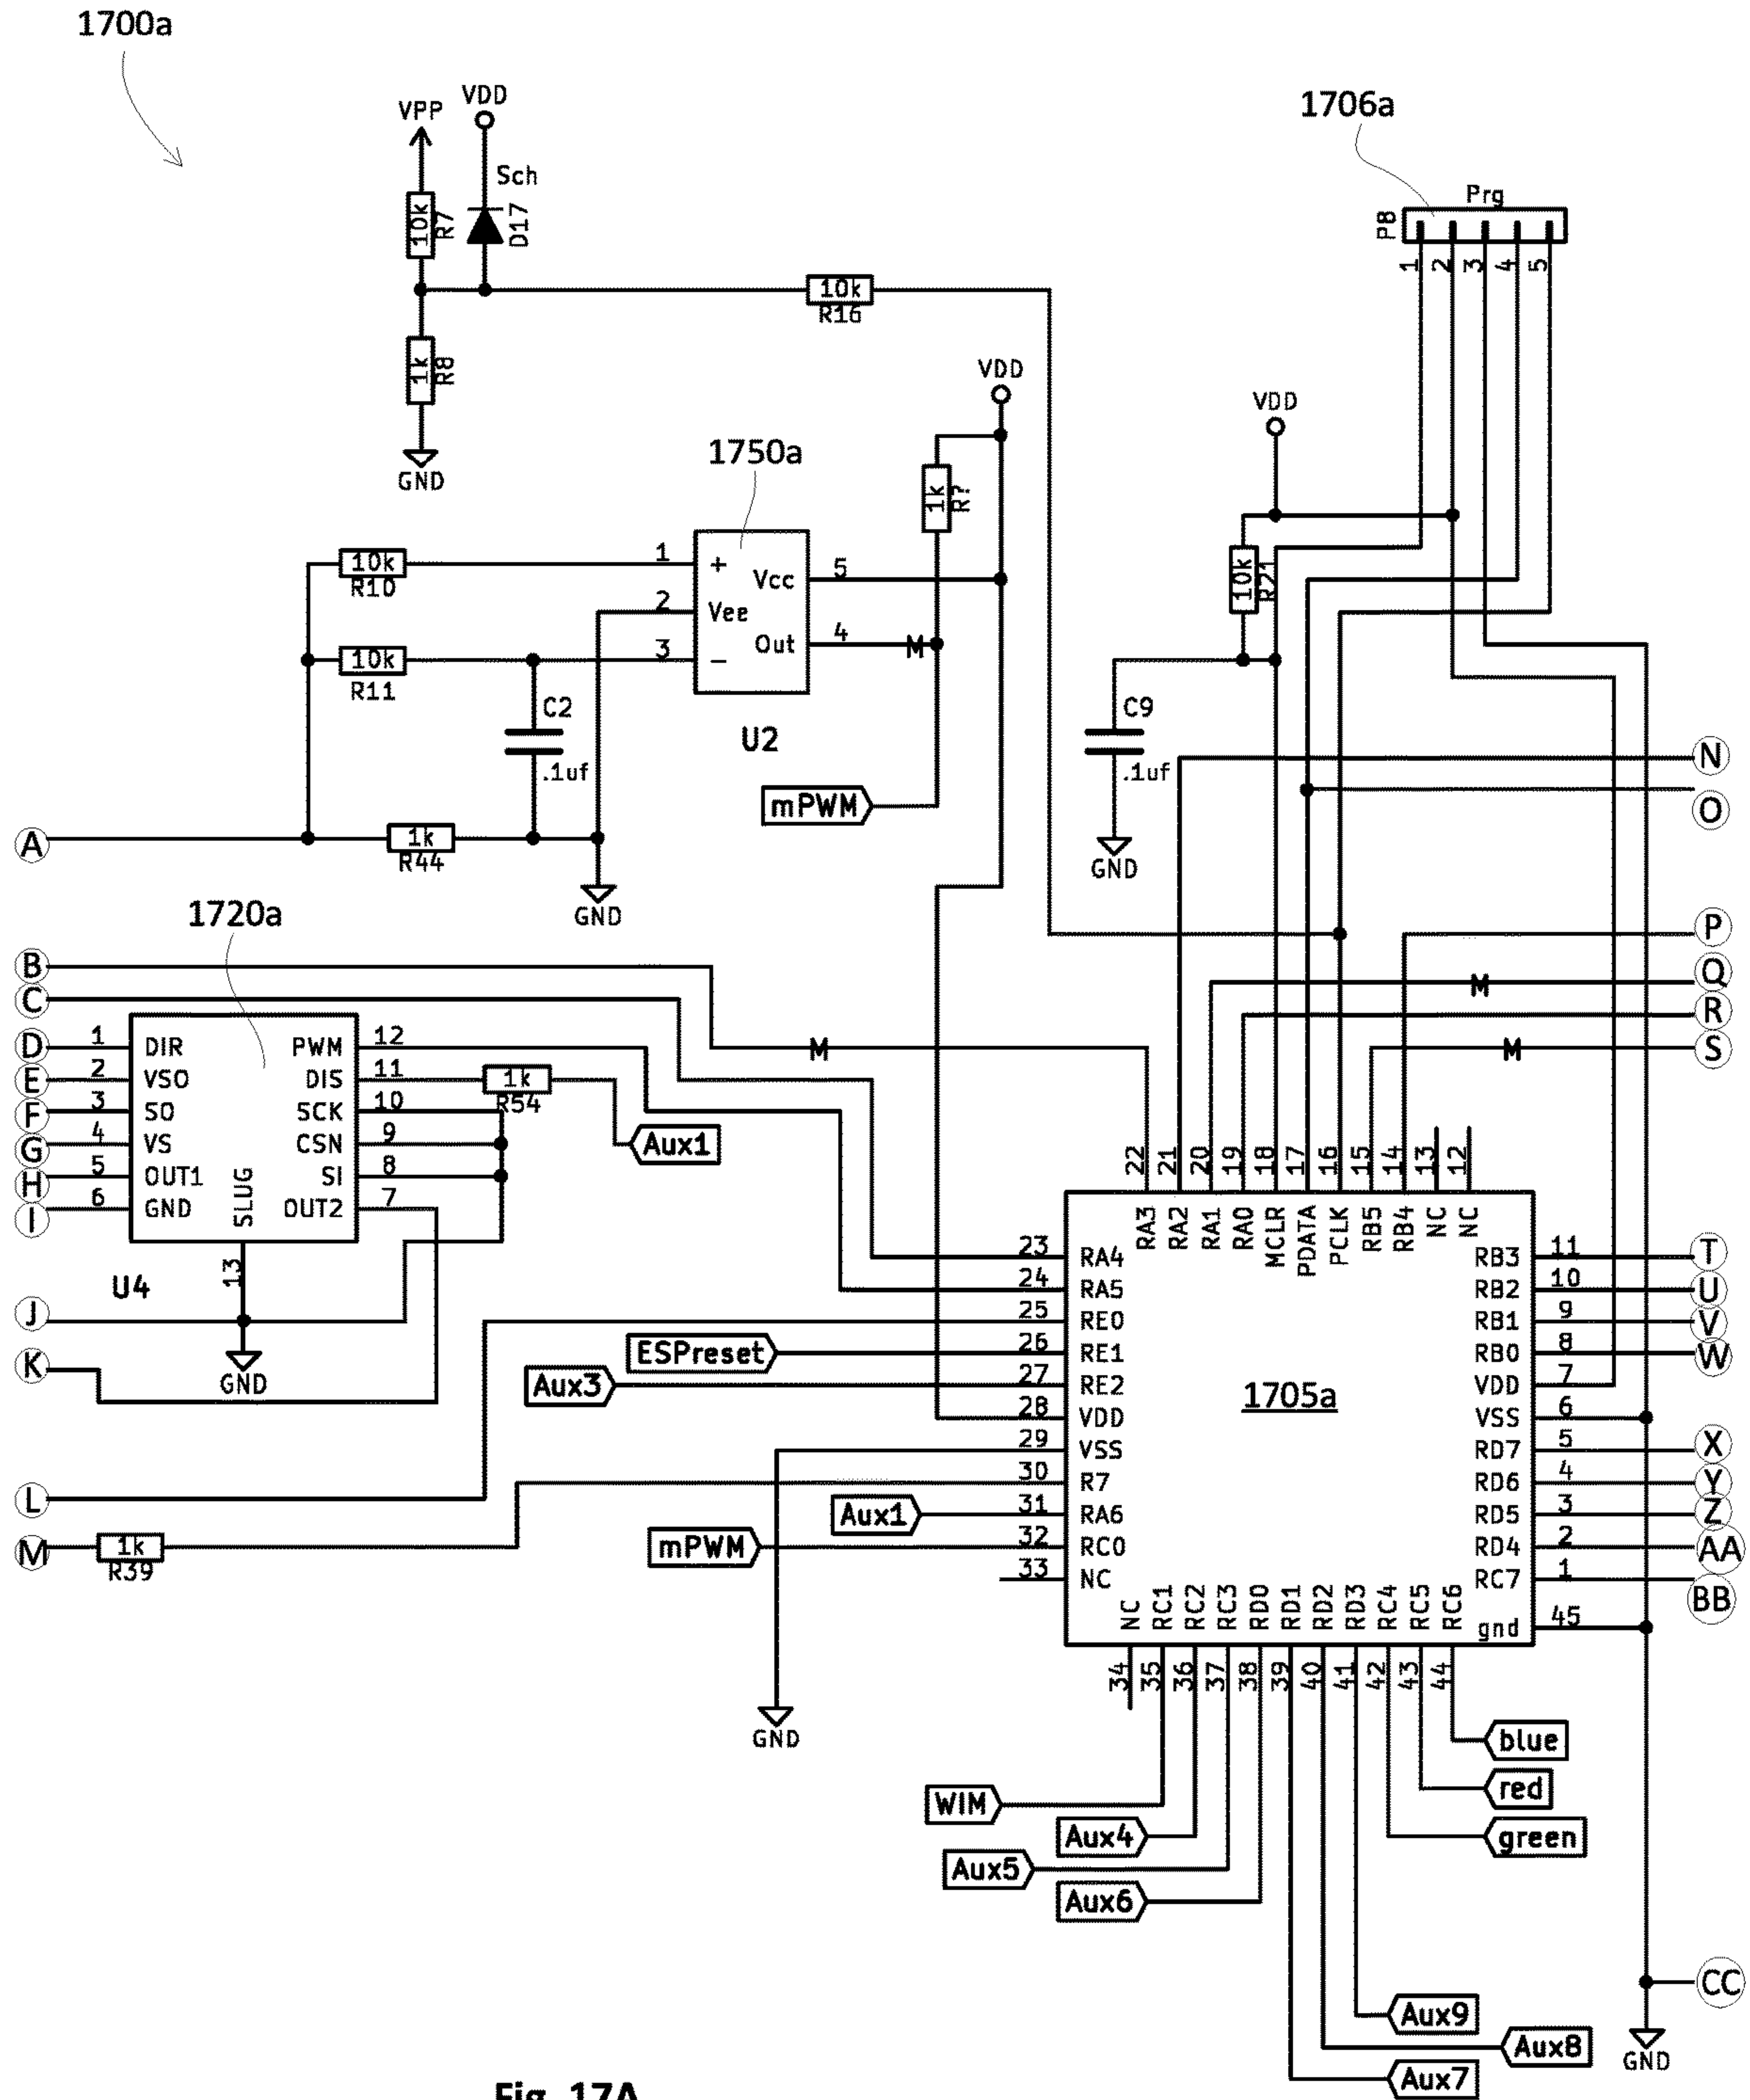 1700a
1706a
VPP
VDD
Sch
10k
R7
D17
Prg
P8
1 2 3 4 5
10k
R16
1k
R8
GND
VDD
VDD
1750a
1k
R?
10k
R10
1
+
Vcc
5
2
Vee
10k
R21
10k
R11
3
−
Out
4
M
C2
.1uf
U2
C9
.1uf
mPWM
N
O
A
1k
R44
GND
GND
1720a
P
B
Q
M
C
R
D
1
DIR
PWM
12
M
M
S
E
2
VSO
DIS
11
1k
R54
F
3
SO
SCK
10
G
4
VS
CSN
9
Aux1
H
5
OUT1
SI
8
I
6
GND
SLUG
OUT2
7
13
U4
J
GND
K
L
M
1k
R39
22 21 20 19 18 17 16 15 14 13 12
RA3 RA2 RA1 RA0 MCLR PDATA PCLK RB5 RB4 NC NC
23 RA4 RB3 11 T
24 RA5 RB2 10 U
25 RE0 RB1 9 V
ESPreset 26 RE1 RB0 8 W
Aux3 27 RE2 1705a VDD 7
28 VDD VSS 6
29 VSS RD7 5 X
30 R7 RD6 4 Y
Aux1 31 RA6 RD5 3 Z
mPWM 32 RC0 RD4 2 AA
33 NC RC7 1 BB
NC RC1 RC2 RC3 RD0 RD1 RD2 RD3 RC4 RC5 RC6 gnd 45
34 35 36 37 38 39 40 41 42 43 44
GND
blue
red
WIM
green
Aux4
Aux5
Aux6
CC
Aux9
Aux8
GND
Aux7
Fig. 17A